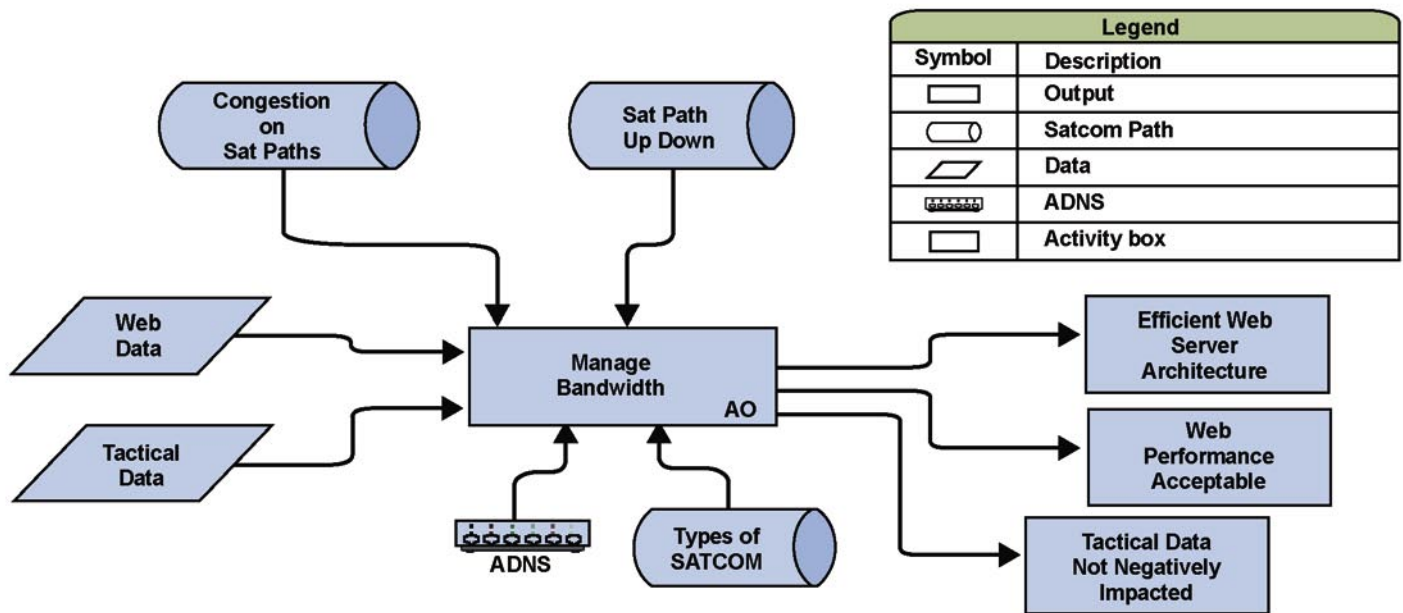 Legend
Symbol Description
Output
Satcom Path
Data
ADNS
Activity box
Congestion
on
Sat Paths
Sat Path
Up Down
Web
Data
Tactical
Data
Manage
Bandwidth
AO
ADNS
Types of
SATCOM
Efficient Web
Server
Architecture
Web
Performance
Acceptable
Tactical Data
Not Negatively
Impacted